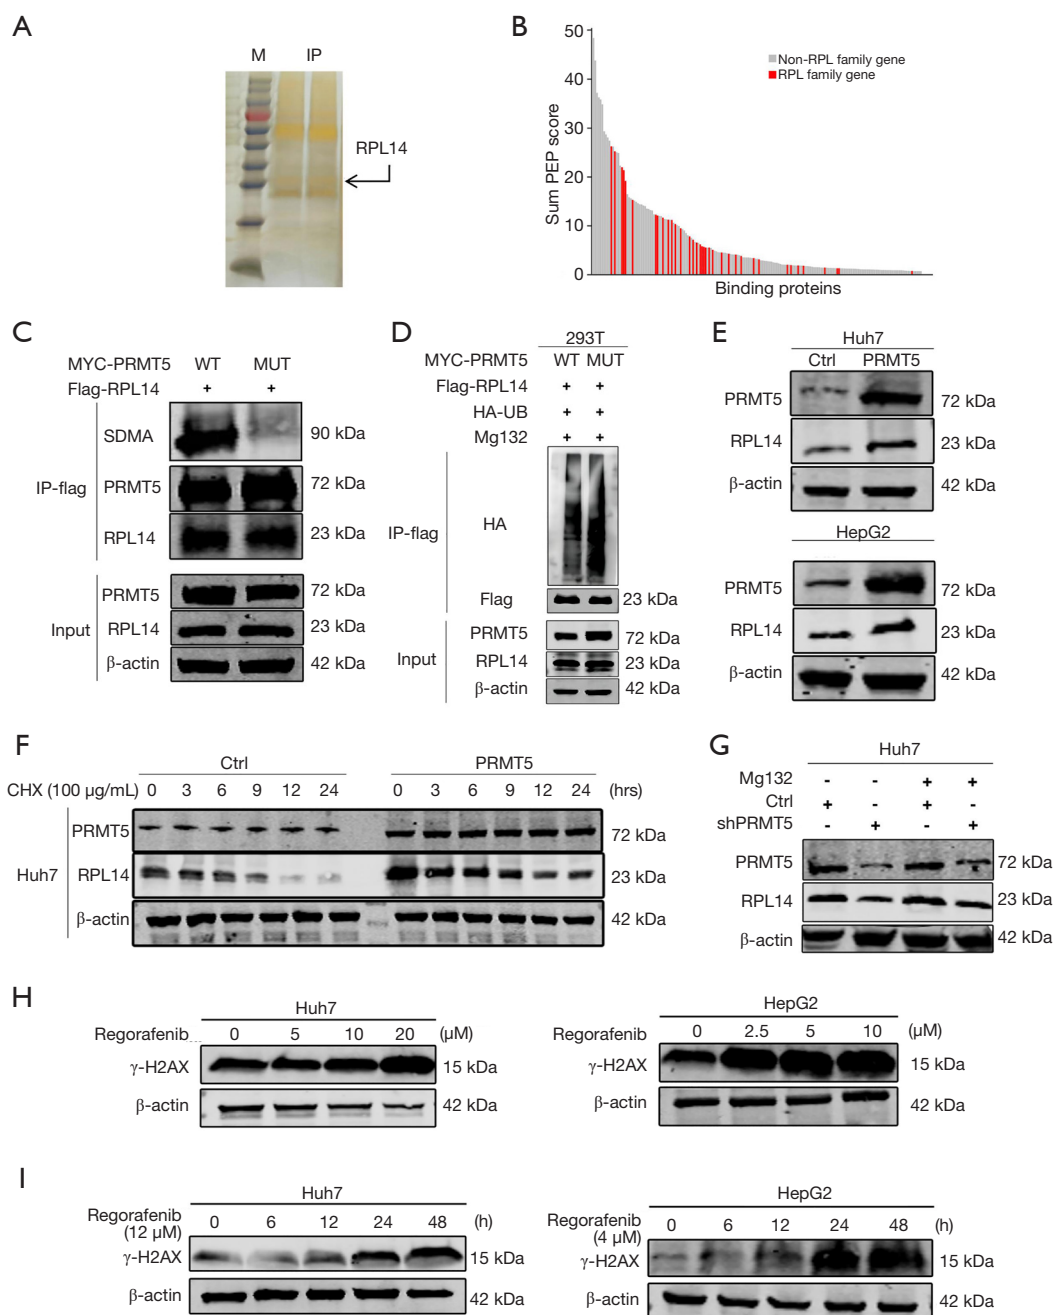 A
M IP
RPL14
B
50
40
30
20
10
0
Sum PEP score
Non-RPL family gene
RPL family gene
Binding proteins
C
MYC-PRMT5 WT MUT
Flag-RPL14 + +
SDMA 90 kDa
IP-flag PRMT5 72 kDa
RPL14 23 kDa
PRMT5 72 kDa
Input RPL14 23 kDa
β-actin 42 kDa
D
293T
MYC-PRMT5 WT MUT
Flag-RPL14 + +
HA-UB + +
Mg132 + +
IP-flag HA
Flag 23 kDa
PRMT5 72 kDa
Input RPL14 23 kDa
β-actin 42 kDa
E
Huh7
Ctrl PRMT5
PRMT5 72 kDa
RPL14 23 kDa
β-actin 42 kDa
HepG2
PRMT5 72 kDa
RPL14 23 kDa
β-actin 42 kDa
F
Ctrl PRMT5
CHX (100 µg/mL) 0 3 6 9 12 24 0 3 6 9 12 24 (hrs)
PRMT5 72 kDa
Huh7 RPL14 23 kDa
β-actin 42 kDa
G
Huh7
Mg132 - - + +
Ctrl + - + -
shPRMT5 - + - +
PRMT5 72 kDa
RPL14 23 kDa
β-actin 42 kDa
H
Huh7
Regorafenib 0 5 10 20 (µM)
γ-H2AX 15 kDa
β-actin 42 kDa
HepG2
Regorafenib 0 2.5 5 10 (µM)
γ-H2AX 15 kDa
β-actin 42 kDa
I
Huh7
Regorafenib 0 6 12 24 48 (h)
(12 µM)
γ-H2AX 15 kDa
β-actin 42 kDa
HepG2
Regorafenib 0 6 12 24 48 (h)
(4 µM)
γ-H2AX 15 kDa
β-actin 42 kDa